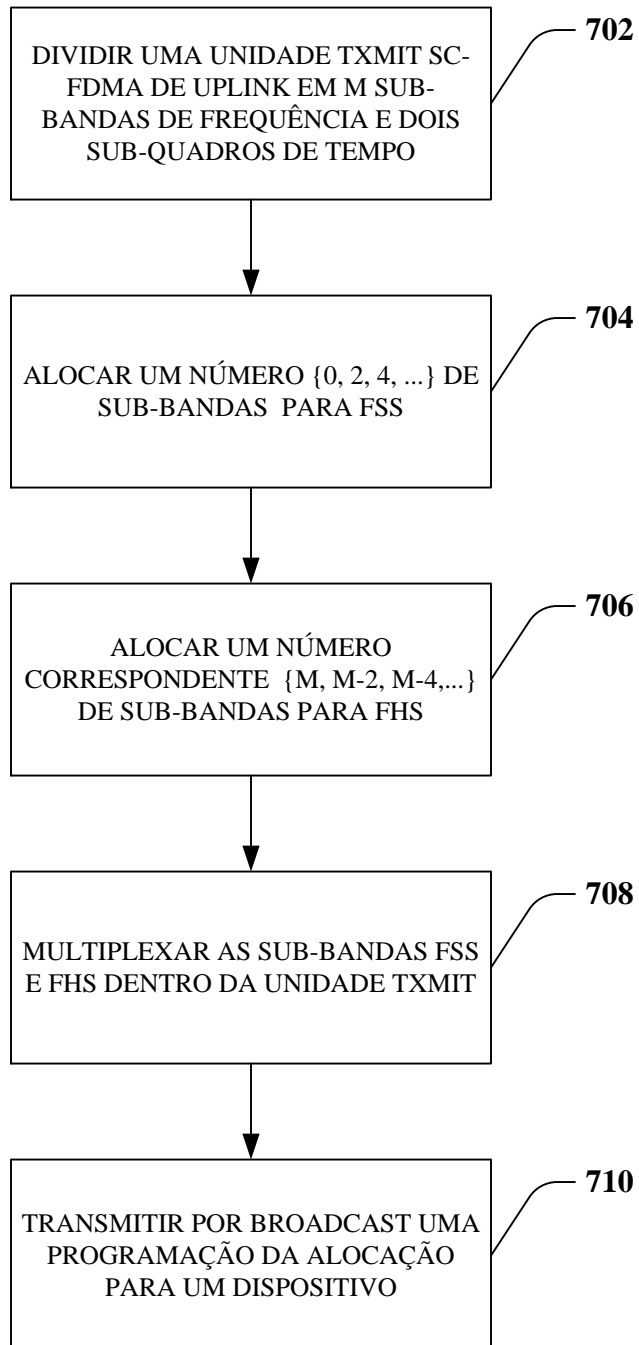 702
DIVIDIR UMA UNIDADE TXMIT SC-
FDMA DE UPLINK EM M SUB-
BANDAS DE FREQUÊNCIA E DOIS
SUB-QUADROS DE TEMPO
704
ALOCAR UM NÚMERO {0, 2, 4, ...} DE
SUB-BANDAS PARA FSS
706
ALOCAR UM NÚMERO
CORRESPONDENTE {M, M-2, M-4,...}
DE SUB-BANDAS PARA FHS
708
MULTIPLEXAR AS SUB-BANDAS FSS
E FHS DENTRO DA UNIDADE TXMIT
710
TRANSMITIR POR BROADCAST UMA
PROGRAMAÇÃO DA ALOCAÇÃO
PARA UM DISPOSITIVO